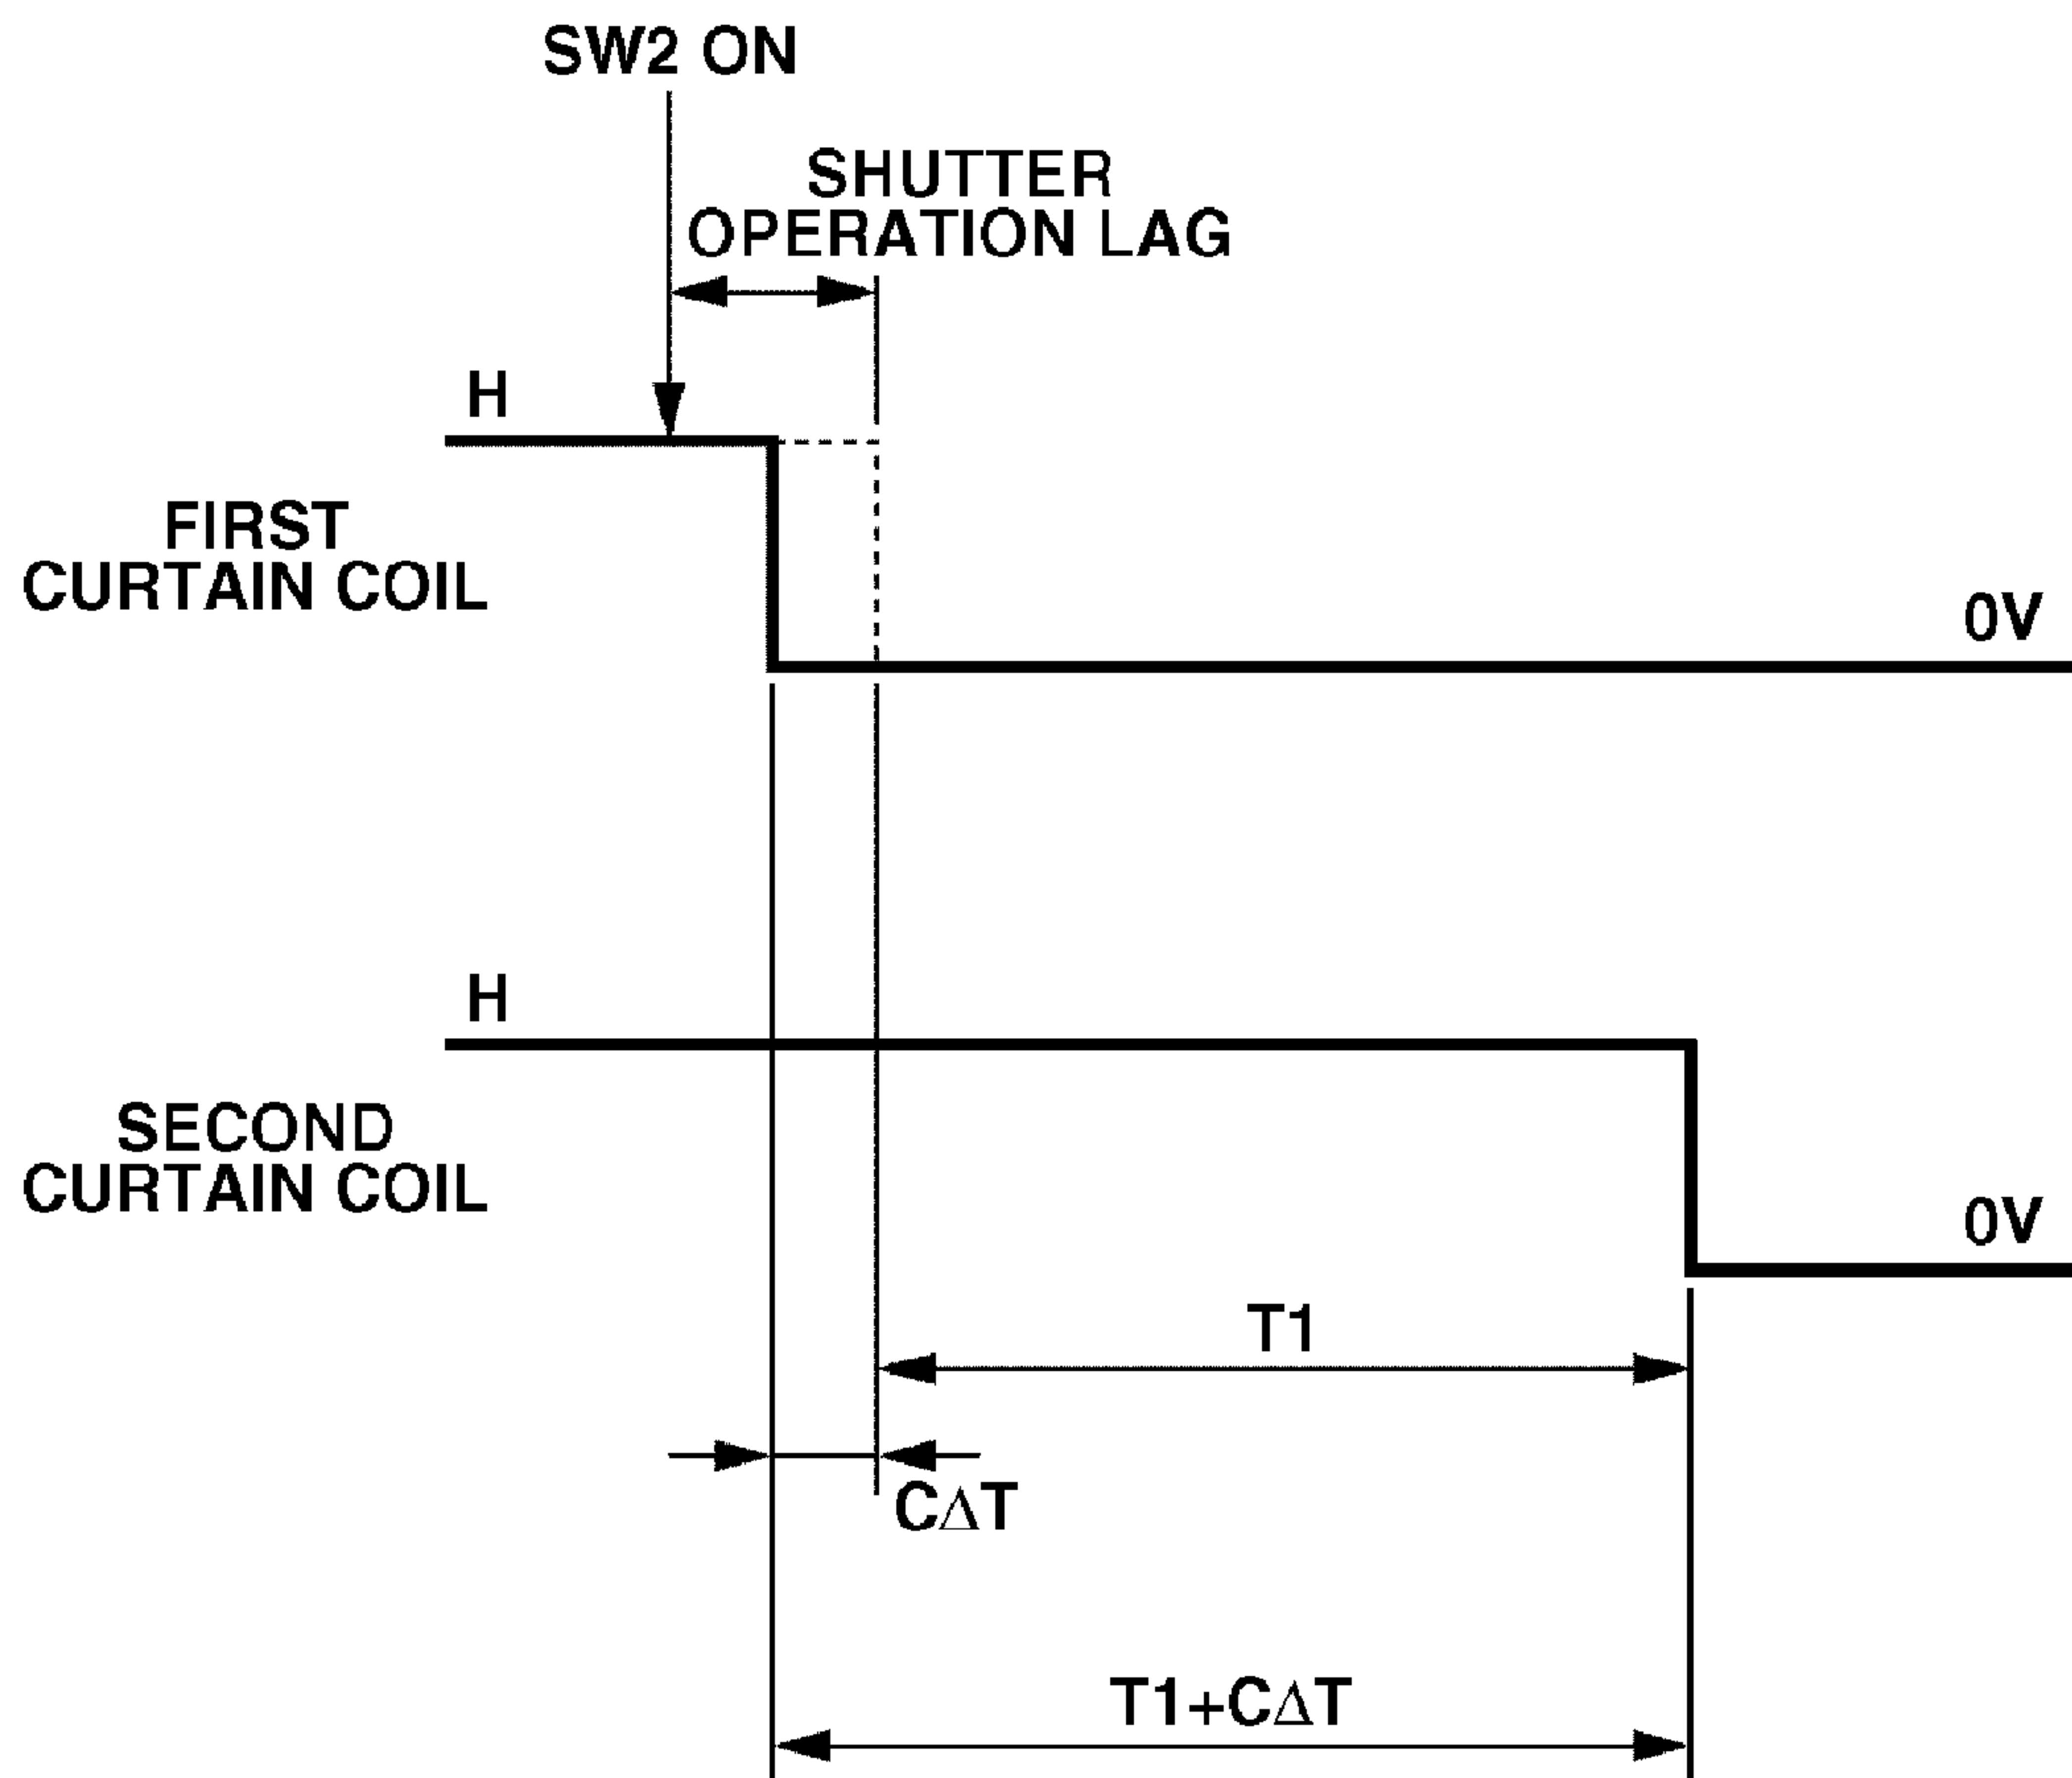 SW2 ON
SHUTTER
OPERATION LAG
H
FIRST
CURTAIN COIL
0V
H
SECOND
CURTAIN COIL
0V
T1
CΔT
T1+CΔT